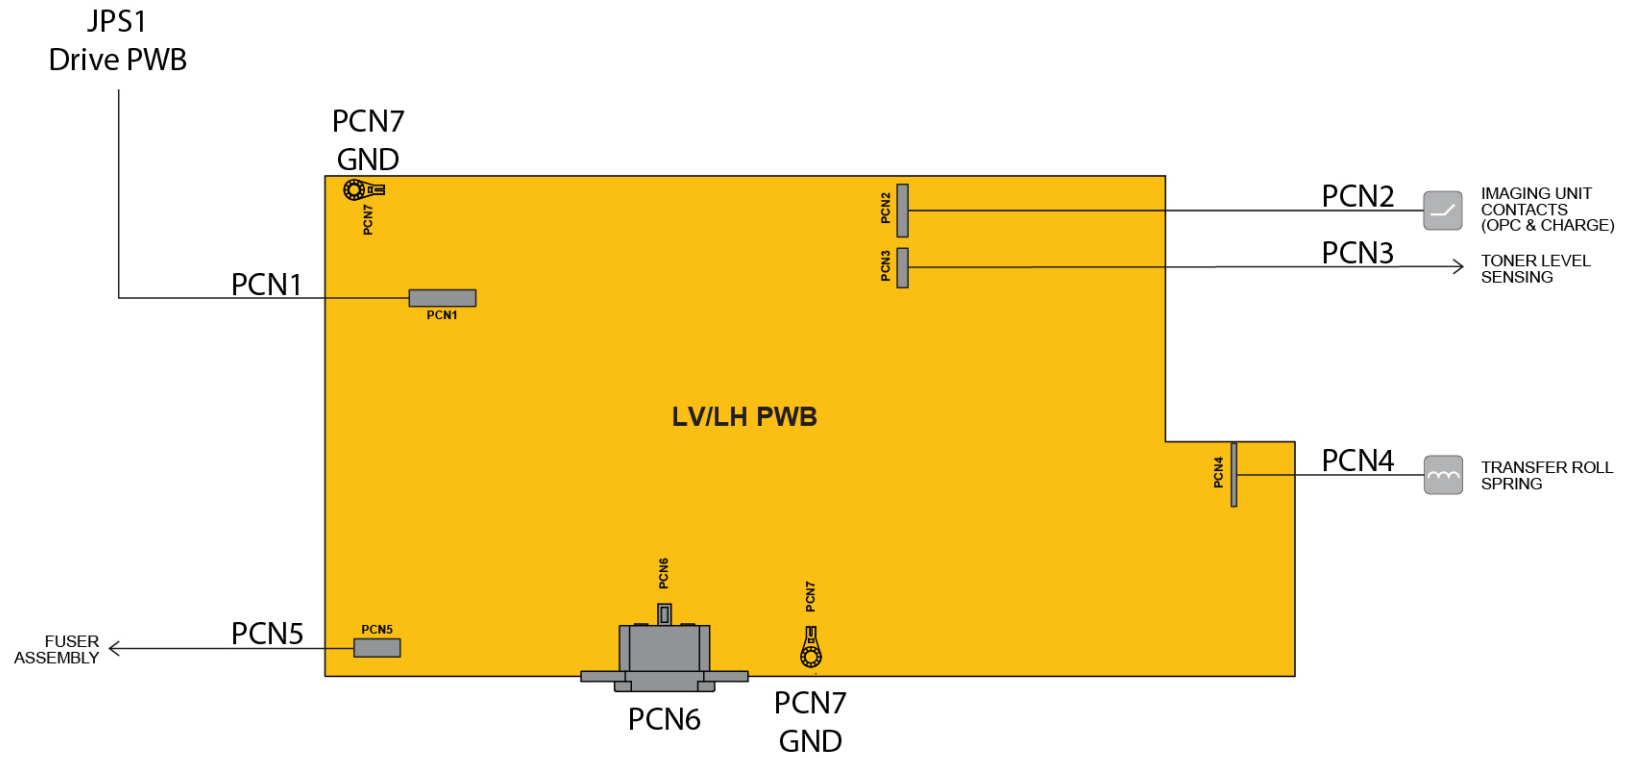 JPS1
Drive PWB
PCN7
GND
PCN7
PCN1
PCN1
PCN2
PCN2
IMAGING UNIT
CONTACTS
(OPC & CHARGE)
PCN3
PCN3
TONER LEVEL
SENSING
LV/LH PWB
PCN4
PCN4
TRANSFER ROLL
SPRING
FUSER
ASSEMBLY
PCN5
PCN5
PCN6
PCN6
PCN7
PCN7
GND